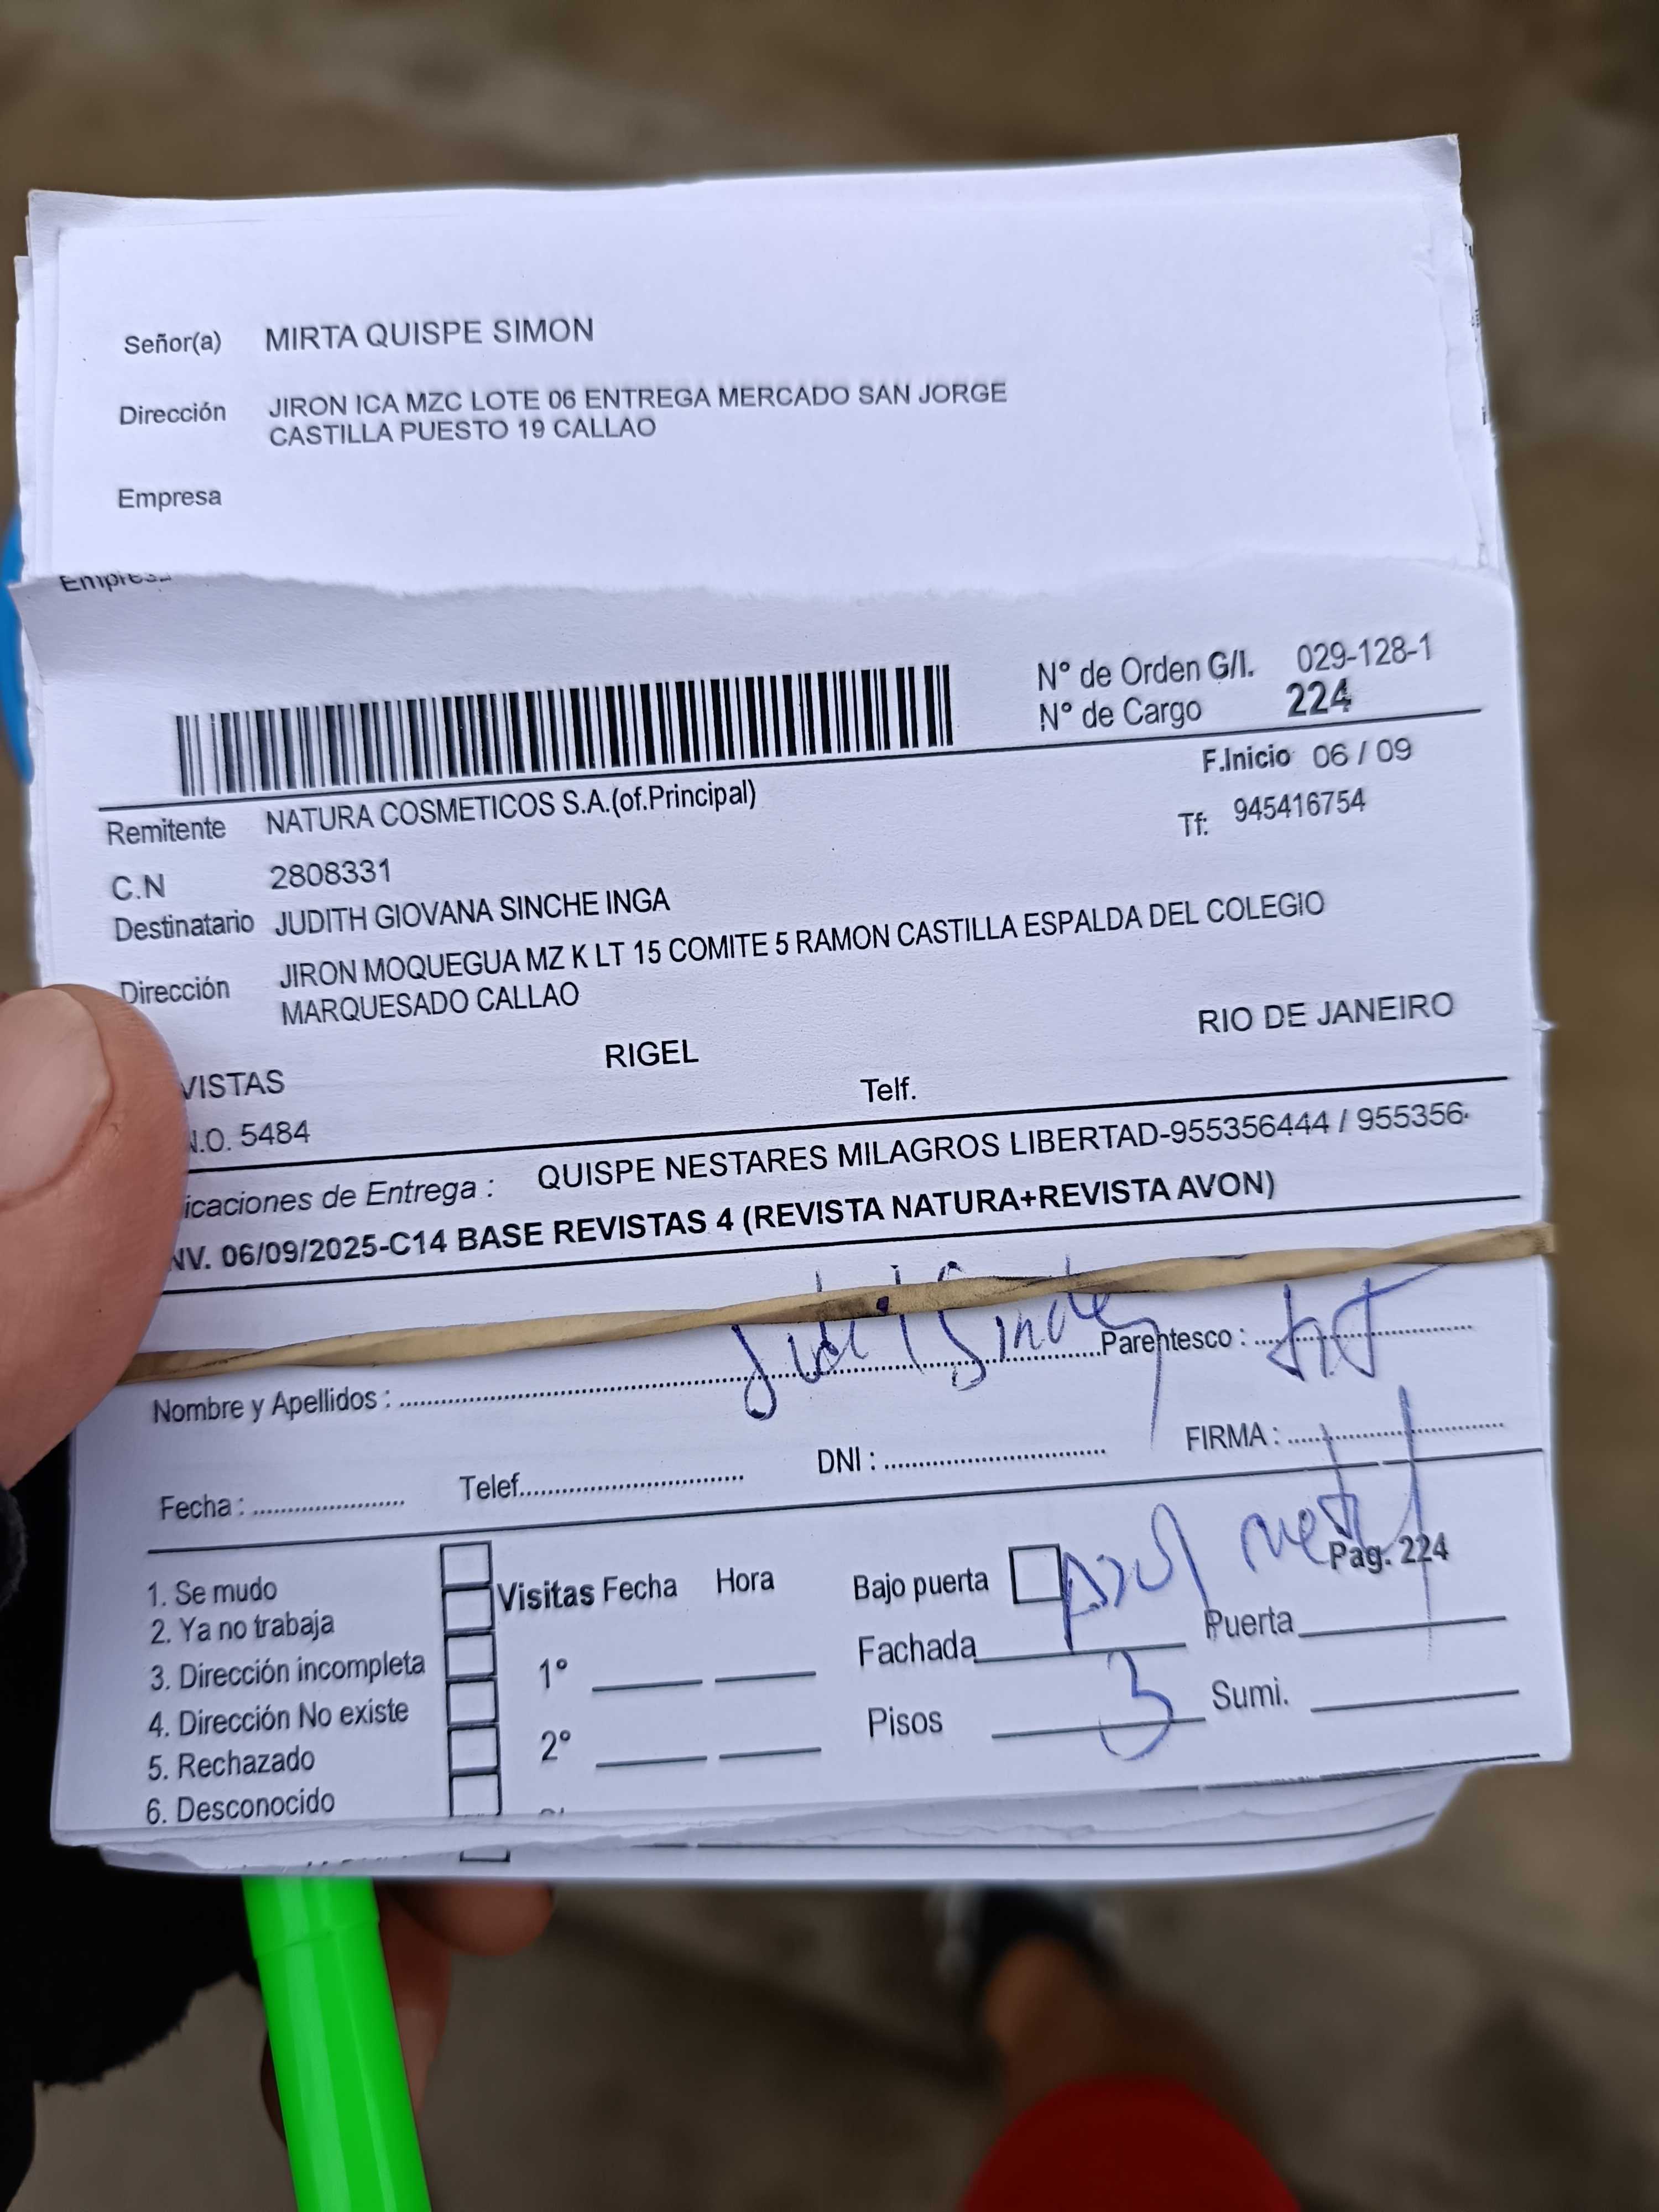 Señor(a) MIRTA QUISPE SIMON
Dirección JIRON ICA MZC LOTE 06 ENTREGA MERCADO SAN JORGE
CASTILLA PUESTO 19 CALLAO
Empresa
N° de Orden G/I. 029-128-1
N° de Cargo 224
F.Inicio 06 / 09
Remitente NATURA COSMETICOS S.A.(of.Principal)
Tf: 945416754
C.N 2808331
Destinatario JUDITH GIOVANA SINCHE INGA
Dirección JIRON MOQUEGUA MZ K LT 15 COMITE 5 RAMON CASTILLA ESPALDA DEL COLEGIO
MARQUESADO CALLAO
VISTAS RIGEL RIO DE JANEIRO
N.O. 5484 Telf.
icaciones de Entrega : QUISPE NESTARES MILAGROS LIBERTAD-955356444 / 955356
NV. 06/09/2025-C14 BASE REVISTAS 4 (REVISTA NATURA+REVISTA AVON)
Nombre y Apellidos : Parentesco :
Fecha : Telef. DNI : FIRMA :
Pag. 224
1. Se mudo
2. Ya no trabaja
3. Dirección incompleta
4. Dirección No existe
5. Rechazado
6. Desconocido
Visitas Fecha Hora
1°
2°
Bajo puerta
Fachada azul Puerta
Pisos 3 Sumi.